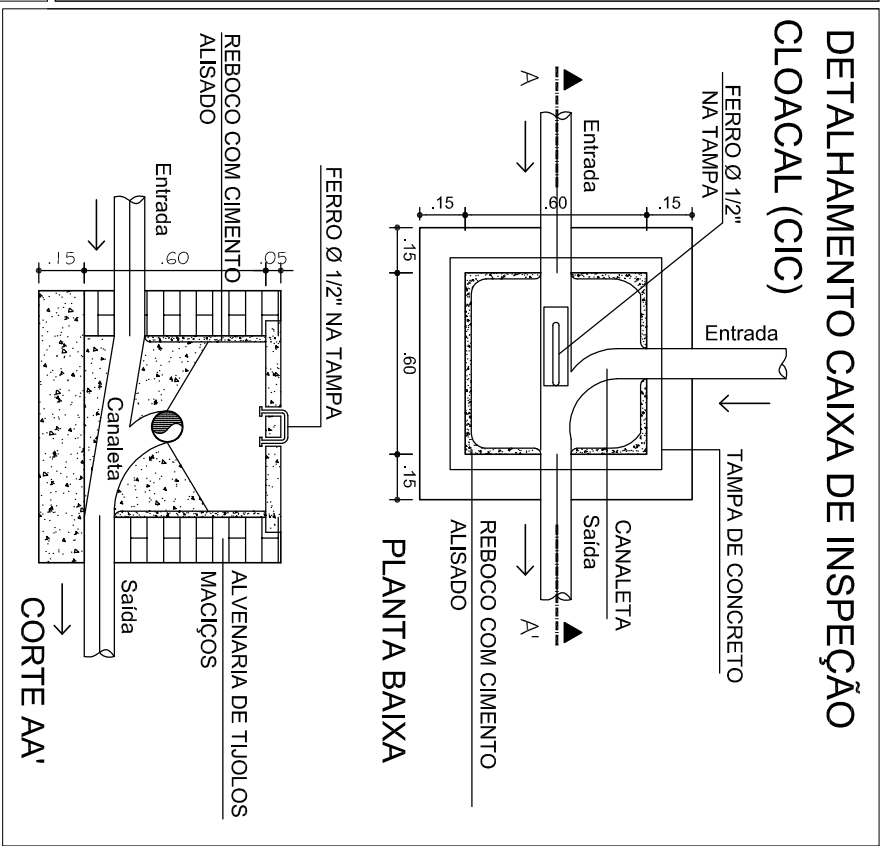 DETALHAMENTO CAIXA DE INSPEÇÃO
CLOACAL (CIC)
FERRO Ø 1/2"
NA TAMPA
A
Entrada
Entrada
.15
.60
.15
.15
.60
.15
TAMPA DE CONCRETO
CANALETA
Saída
A'
REBOCO COM CIMENTO
ALISADO
PLANTA BAIXA
FERRO Ø 1/2" NA TAMPA
REBOCO COM CIMENTO
ALISADO
Entrada
.15
.60
.05
Canaleta
Saída
ALVENARIA DE TIJOLOS
MACIÇOS
CORTE AA'